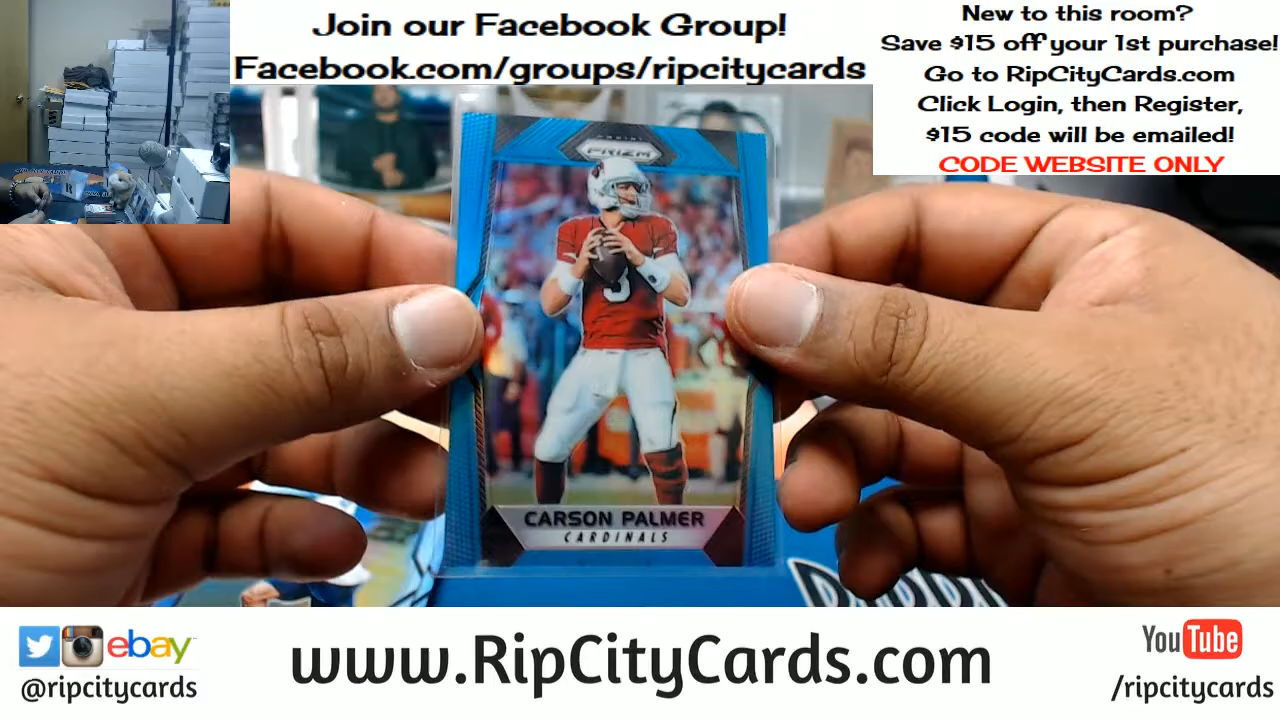 Join our Facebook Group!
Facebook.com/groups/ripcitycards
New to this room?
Save $15 off your 1st purchase!
Go to RipCityCards.com
Click Login, then Register,
$15 code will be emailed!
CODE WEBSITE ONLY
PANINI
PRIZM
3
CARSON PALMER
CARDINALS
ebay
@ripcitycards
www.RipCityCards.com
YouTube
/ripcitycards